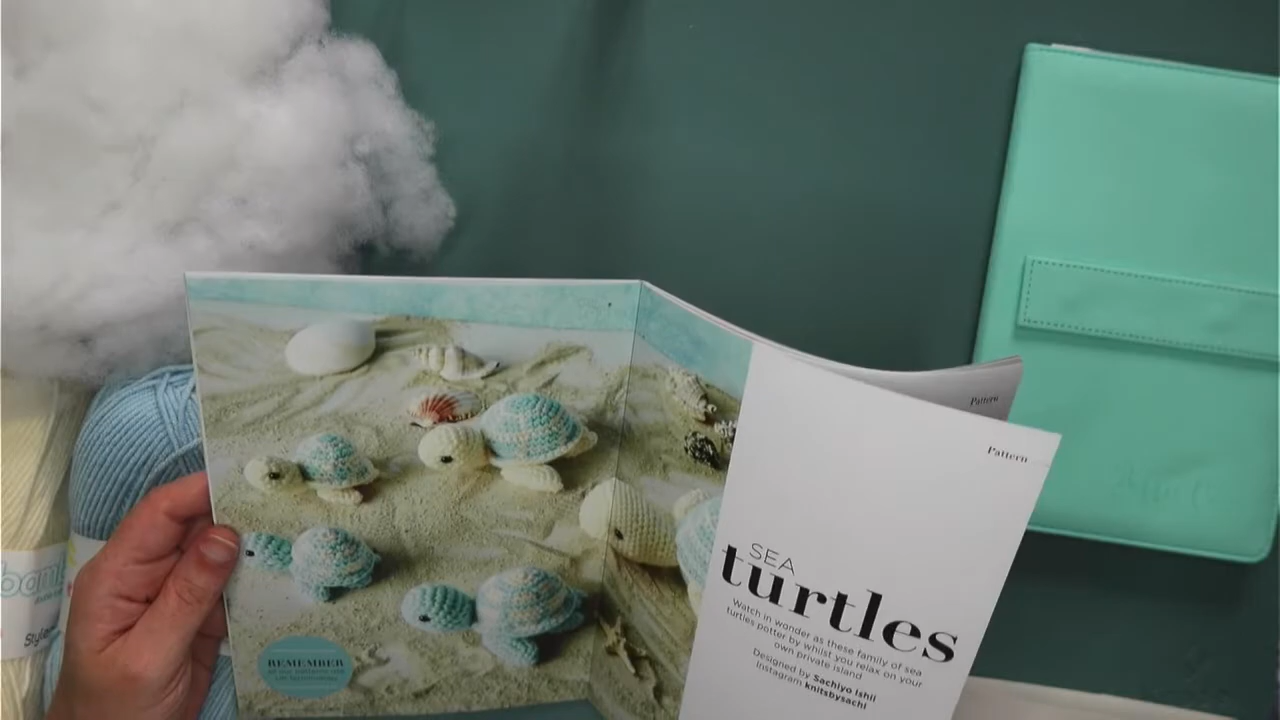 Pattern
Pattern
SEA
turtles
Watch in wonder as these family of sea
turtles potter by whilst you relax on your
own private island
Designed by Sachiyo Ishii
Instagram knitsbysachi
REMEMBER
Style